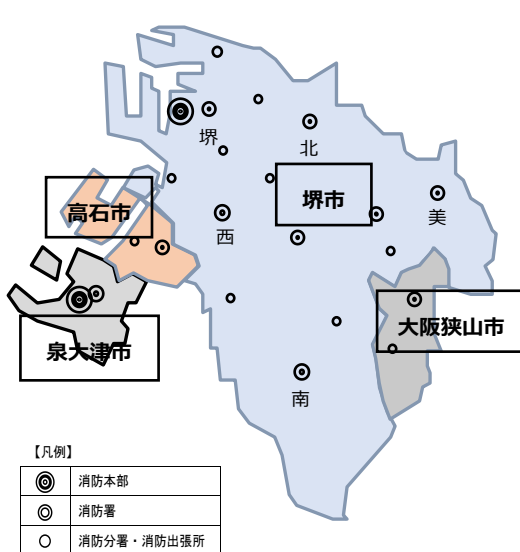 堺
北
堺市
美
高石市
西
大阪狭山市
泉大津市
南
【凡例】
消防本部
消防署
消防分署・消防出張所